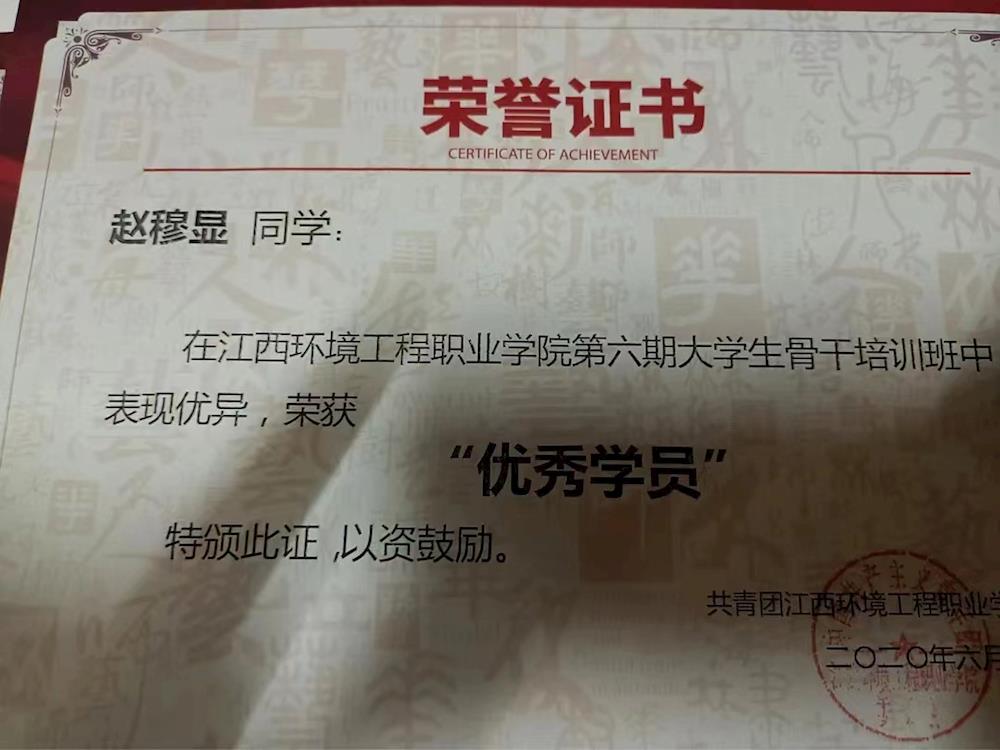 荣誉证书
CERTIFICATE OF ACHIEVEMENT
赵穆显 同学：
在江西环境工程职业学院第六期大学生骨干培训班中
表现优异，荣获
“优秀学员”
特颁此证，以资鼓励。
共青团江西环境工程职业学
二〇二〇年六月